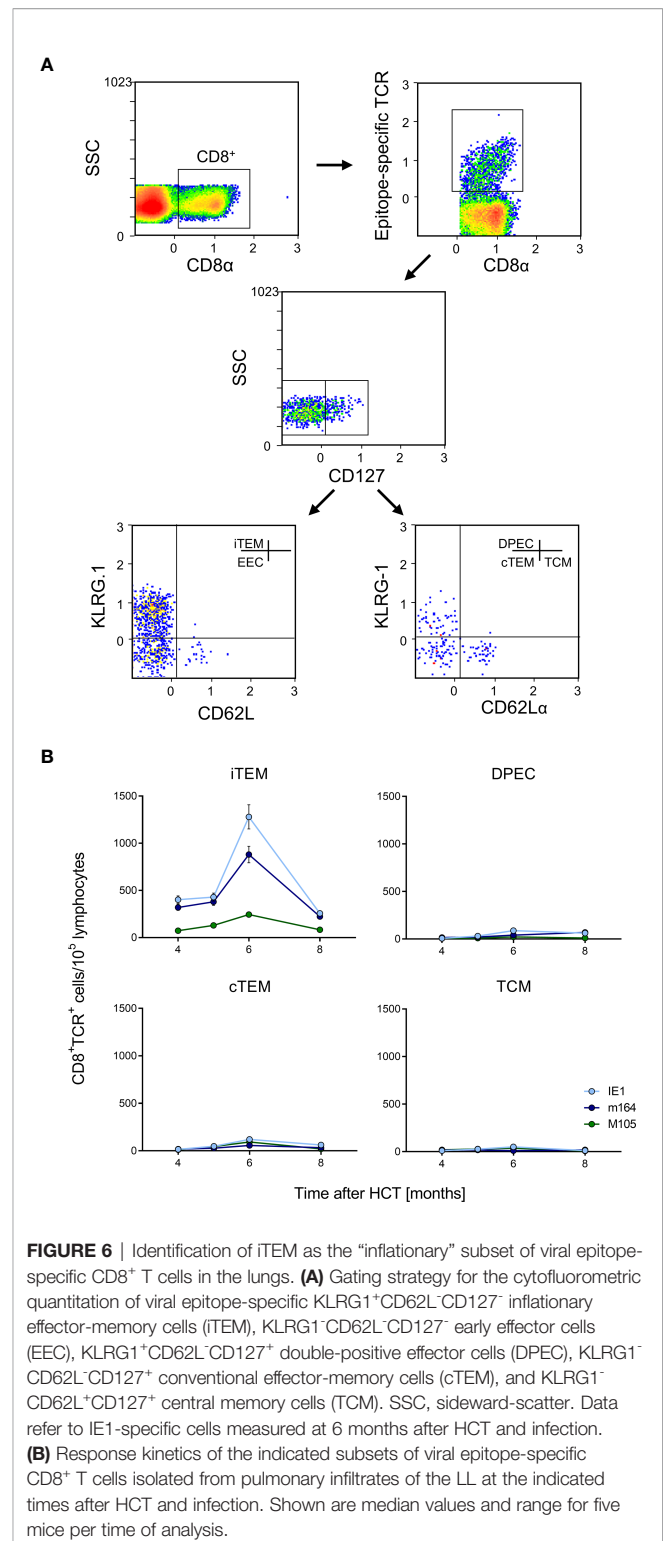 A
1023
SSC
CD8⁺
0
0 1 2 3
CD8α
Epitope-specific TCR
3
2
1
0
0 1 2 3
CD8α
1023
SSC
0
0 1 2 3
CD127
KLRG.1
3
2
1
0
iTEM
EEC
0 1 2 3
CD62L
KLRG-1
3
2
1
0
DPEC
cTEM TCM
0 1 2 3
CD62Lα
B
CD8⁺TCR⁺ cells/10⁵ lymphocytes
iTEM
1500
1000
500
0
4 6 8
DPEC
1500
1000
500
0
4 6 8
cTEM
1500
1000
500
0
4 6 8
TCM
1500
1000
500
0
4 6 8
IE1
m164
M105
Time after HCT [months]
FIGURE 6 | Identification of iTEM as the “inflationary” subset of viral epitope-
specific CD8⁺ T cells in the lungs. (A) Gating strategy for the cytofluorometric
quantitation of viral epitope-specific KLRG1⁺CD62L⁻CD127⁻ inflationary
effector-memory cells (iTEM), KLRG1⁻CD62L⁻CD127⁻ early effector cells
(EEC), KLRG1⁺CD62L⁻CD127⁺ double-positive effector cells (DPEC), KLRG1⁻
CD62L⁻CD127⁺ conventional effector-memory cells (cTEM), and KLRG1⁻
CD62L⁺CD127⁺ central memory cells (TCM). SSC, sideward-scatter. Data
refer to IE1-specific cells measured at 6 months after HCT and infection.
(B) Response kinetics of the indicated subsets of viral epitope-specific
CD8⁺ T cells isolated from pulmonary infiltrates of the LL at the indicated
times after HCT and infection. Shown are median values and range for five
mice per time of analysis.